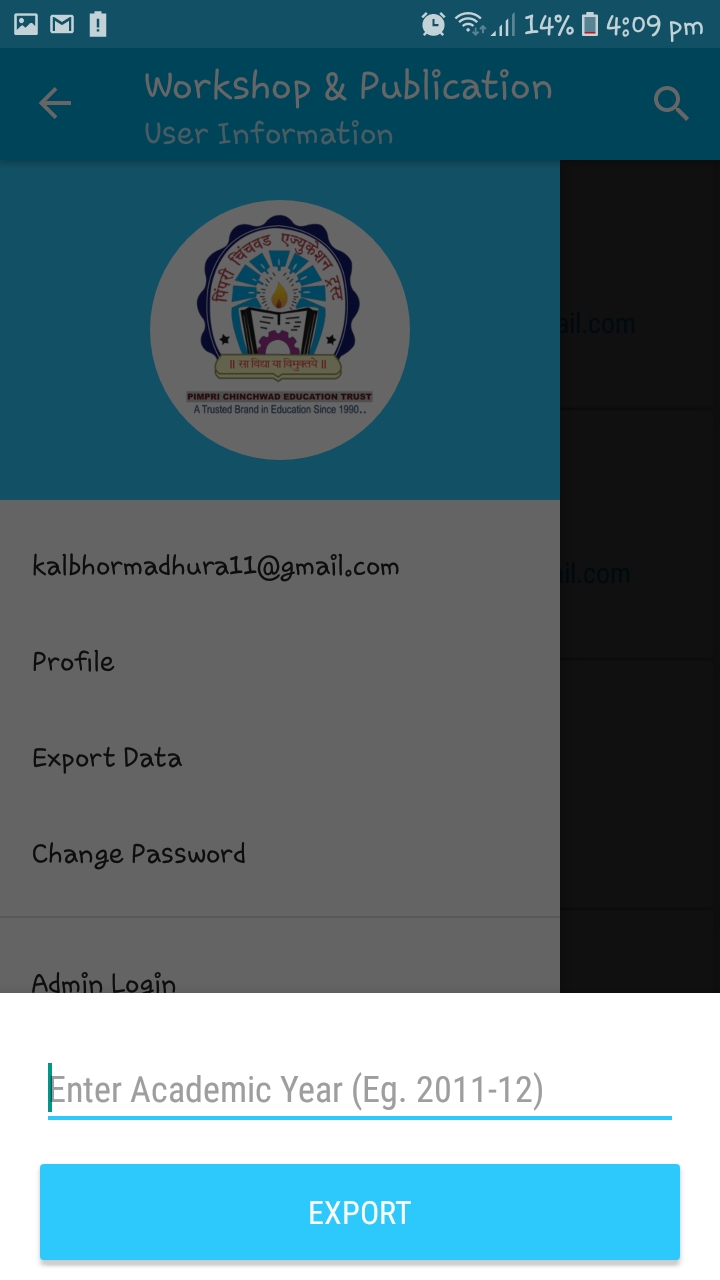 14% 4:09 pm
Workshop & Publication
User Information
पिंपरी चिंचवड एज्युकेशन ट्रस्ट
॥ सा विद्या या विमुक्तये ॥
PIMPRI CHINCHWAD EDUCATION TRUST
A Trusted Brand in Education Since 1990..
ail.com
kalbhormadhura11@gmail.com
il.com
Profile
Export Data
Change Password
Admin Login
Enter Academic Year (Eg. 2011-12)
EXPORT